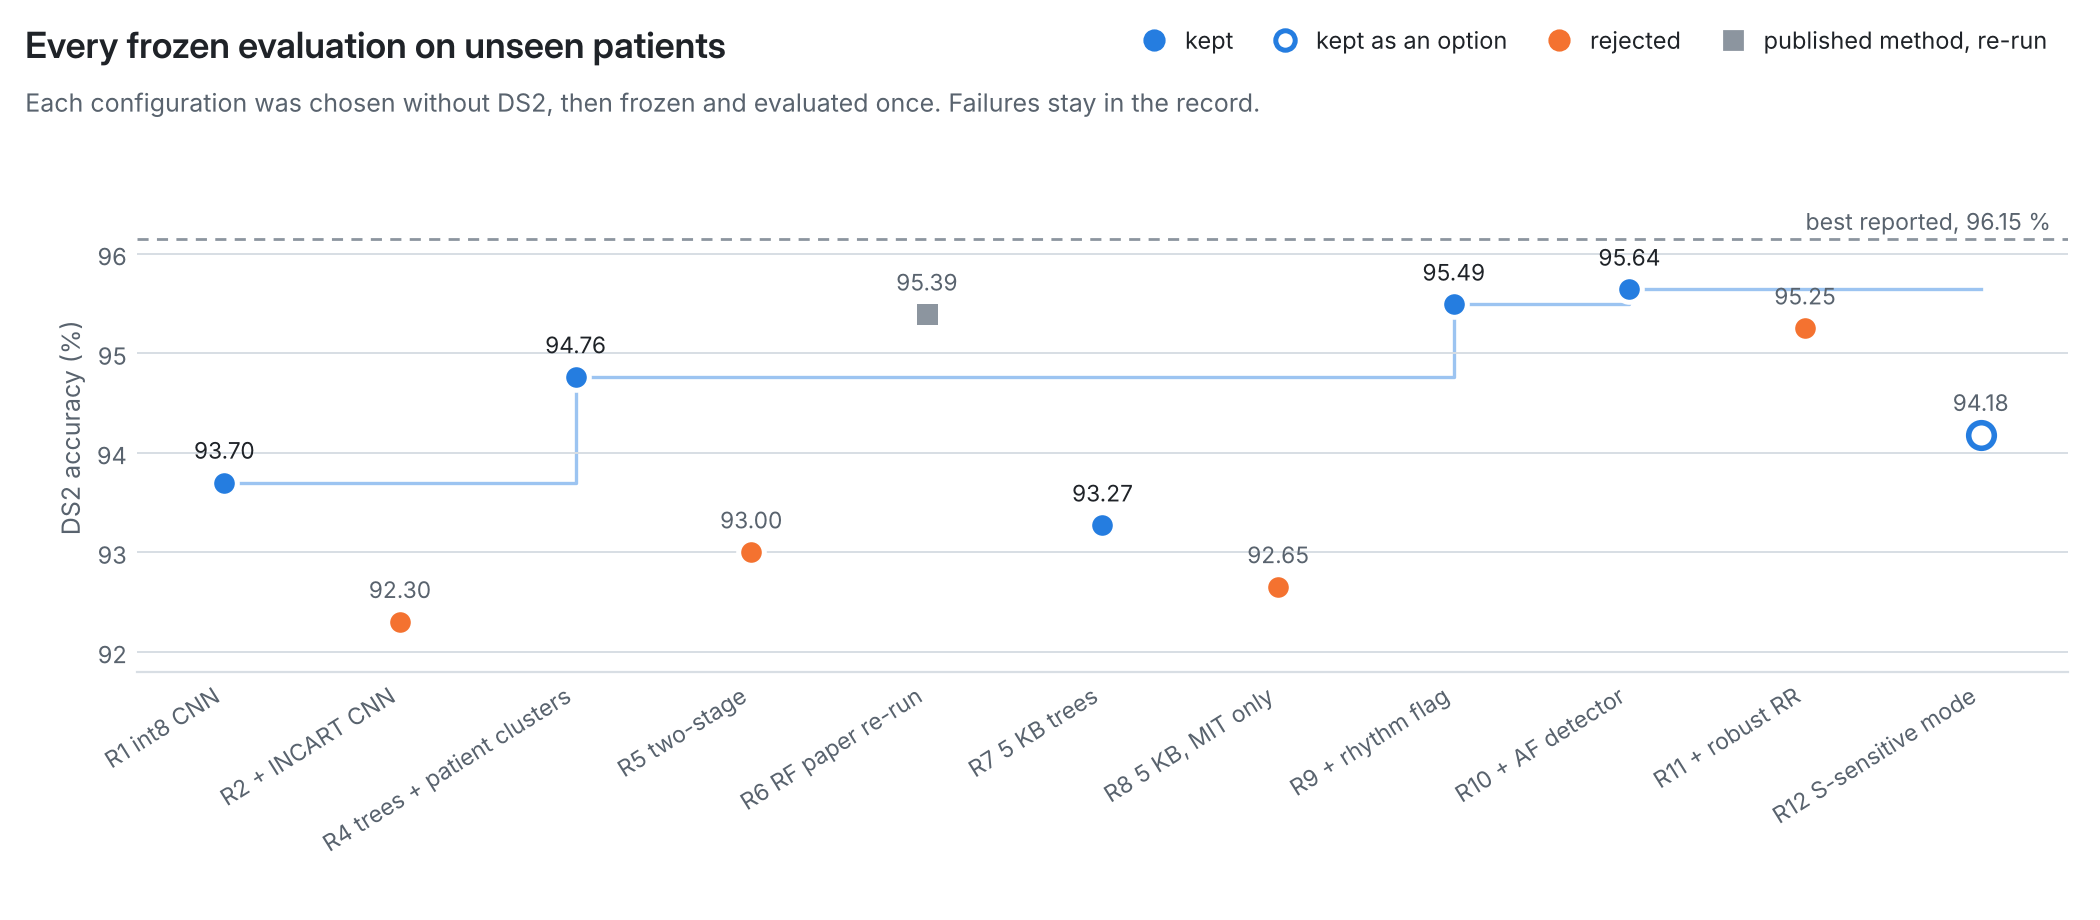 Every frozen evaluation on unseen patients
kept
kept as an option
rejected
published method, re-run
Each configuration was chosen without DS2, then frozen and evaluated once. Failures stay in the record.
best reported, 96.15 %
DS2 accuracy (%)
96
95
94
93
92
93.70
92.30
94.76
93.00
95.39
93.27
92.65
95.49
95.64
95.25
94.18
R1 int8 CNN
R2 + INCART CNN
R4 trees + patient clusters
R5 two-stage
R6 RF paper re-run
R7 5 KB trees
R8 5 KB, MIT only
R9 + rhythm flag
R10 + AF detector
R11 + robust RR
R12 S-sensitive mode